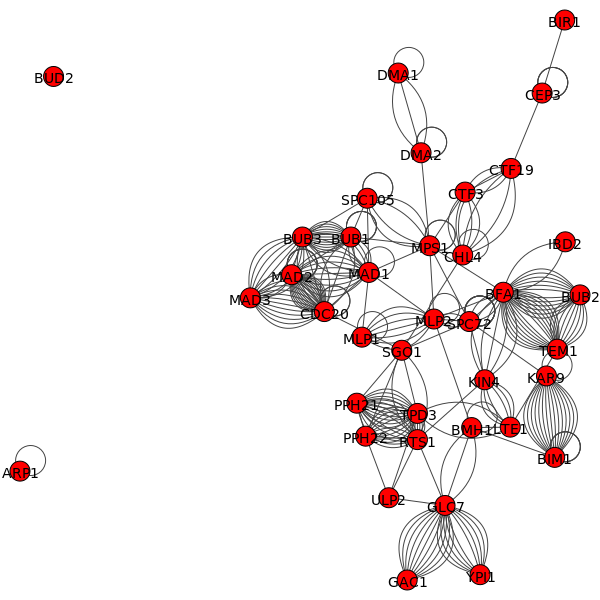 BIR1
BUD2
DMA1
CEP3
DMA2
CTF19
SPC105
CTF3
BUB3
BUB1
IBD2
MPS1
CHL4
MAD2
MAD1
MAD3
BFA1
BUB2
CDC20
MLP2
SPC72
MLP1
SGO1
TEM1
KIN4
KAR9
PPH21
TPD3
PPH22
RTS1
BMH1
LTE1
BIM1
ARP1
ULP2
GLC7
GAC1
YPI1